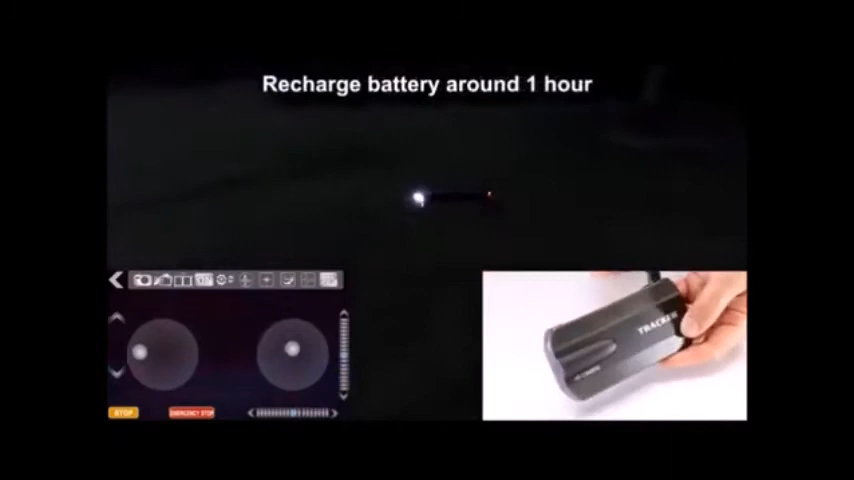 Recharge battery around 1 hour
TRACKER
STOP
EMERGENCY STOP